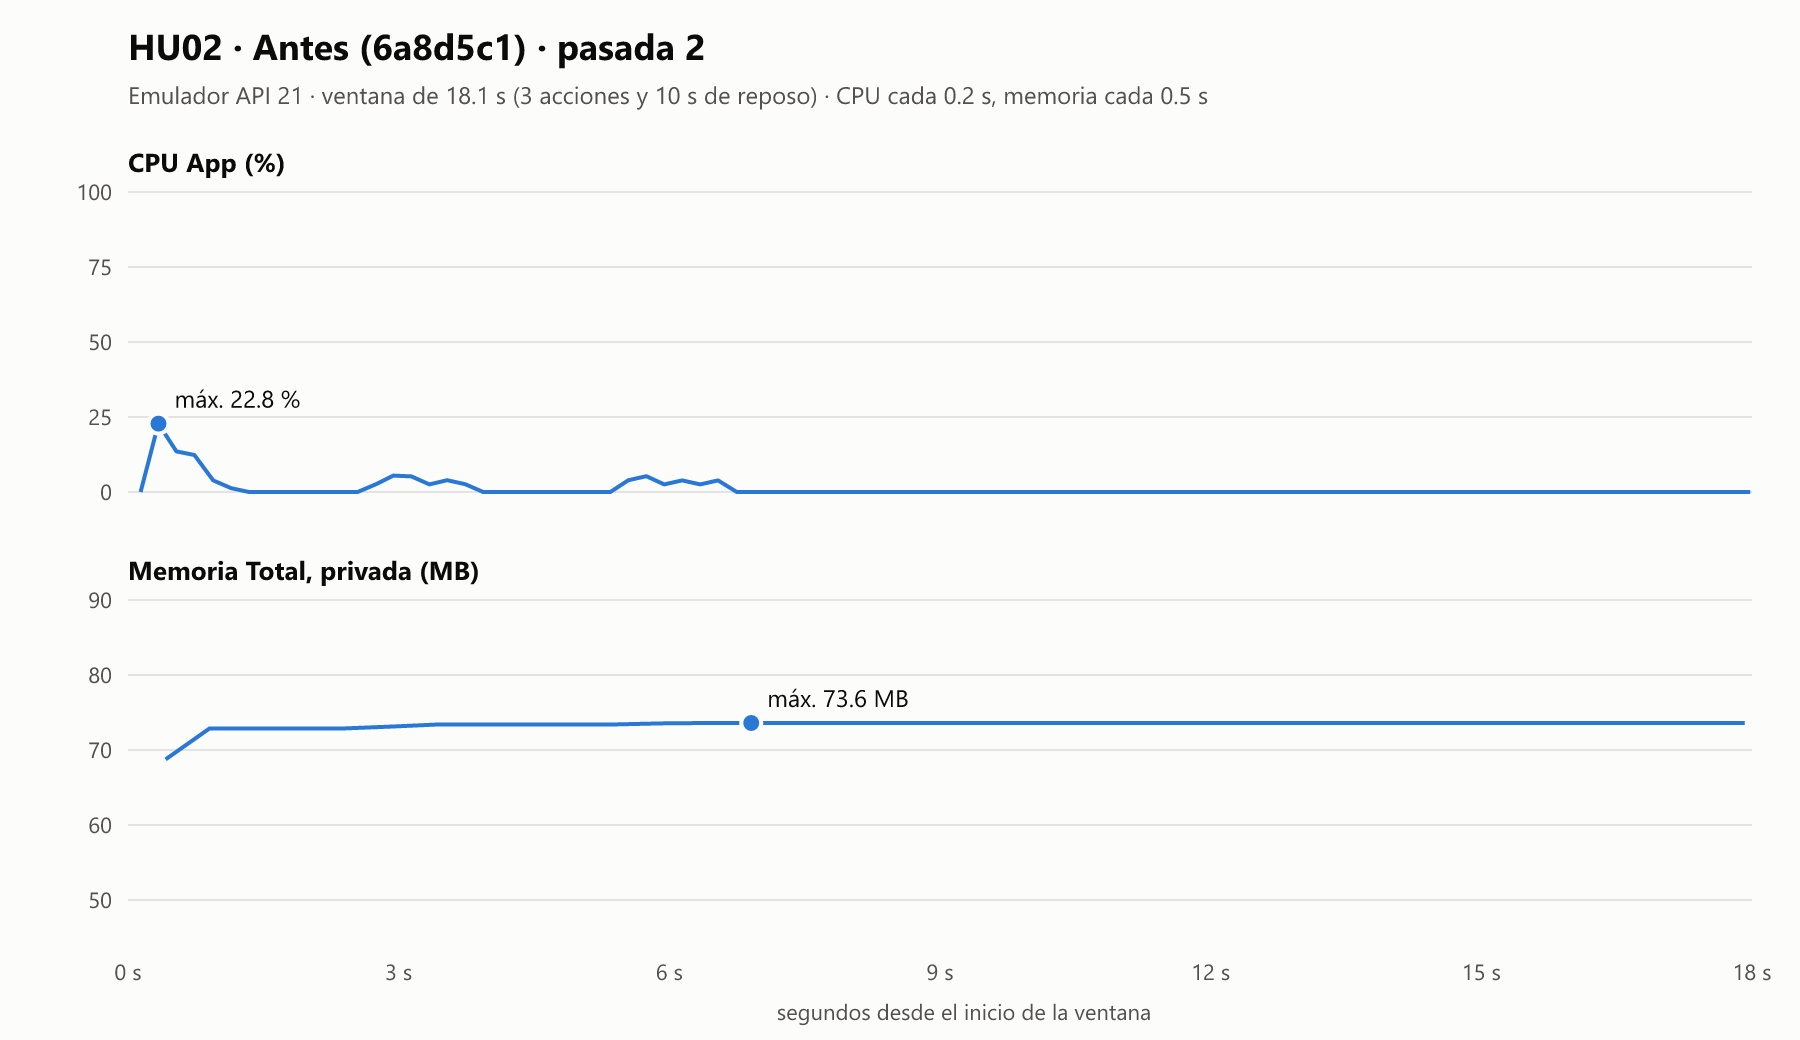 HU02 · Antes (6a8d5c1) · pasada 2
Emulador API 21 · ventana de 18.1 s (3 acciones y 10 s de reposo) · CPU cada 0.2 s, memoria cada 0.5 s
CPU App (%)
100
75
50
máx. 22.8 %
25
0
Memoria Total, privada (MB)
90
80
máx. 73.6 MB
70
60
50
0 s 3 s 6 s 9 s 12 s 15 s 18 s
segundos desde el inicio de la ventana